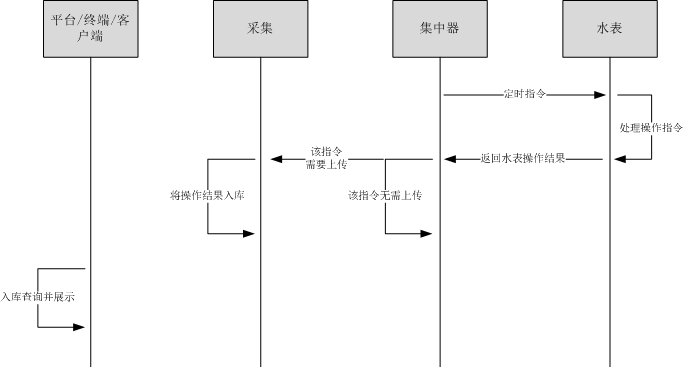 平台/终端/客
户端
采集
集中器
水表
定时指令
处理操作指令
该指令
需要上传
返回水表操作结果
将操作结果入库
该指令无需上传
入库查询并展示